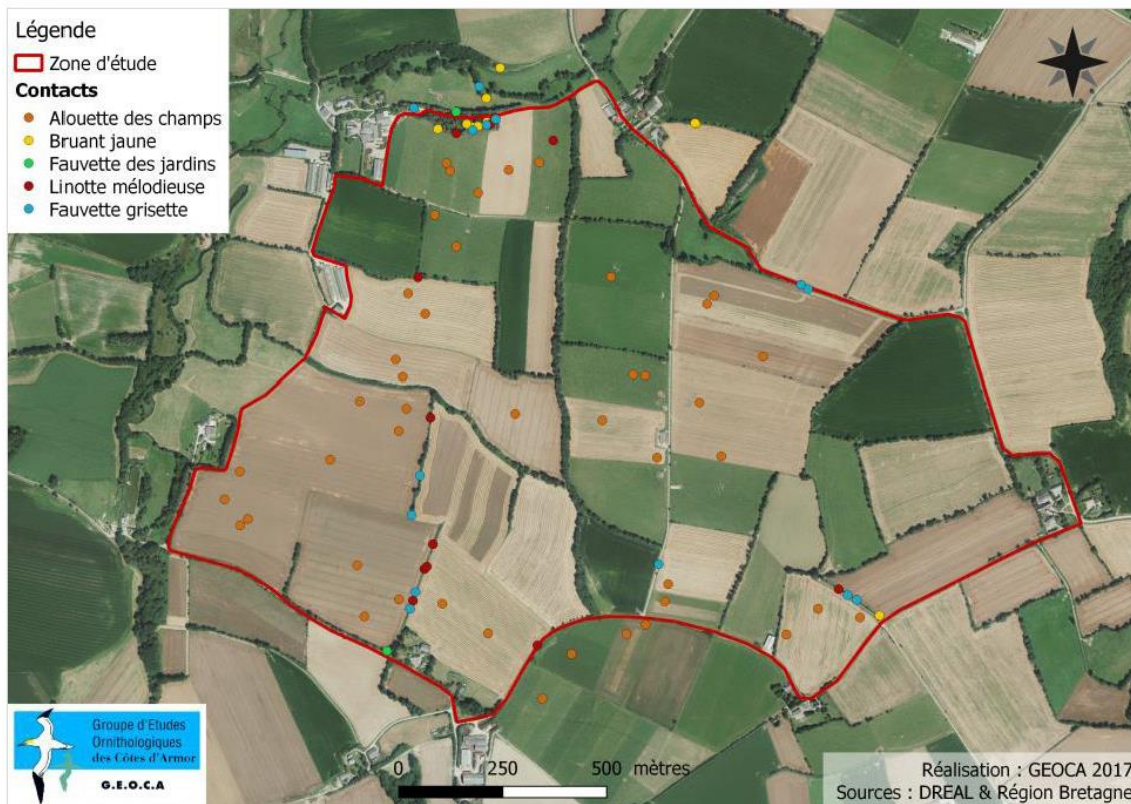 Légende
Zone d'étude
Contacts
Alouette des champs
Bruant jaune
Fauvette des jardins
Linotte mélodieuse
Fauvette grisette
Groupe d'Etudes
Ornithologiques
des Côtes d'Armor
G.E.O.C.A
0 250 500 mètres
Réalisation : GEOCA 2017
Sources : DREAL & Région Bretagne